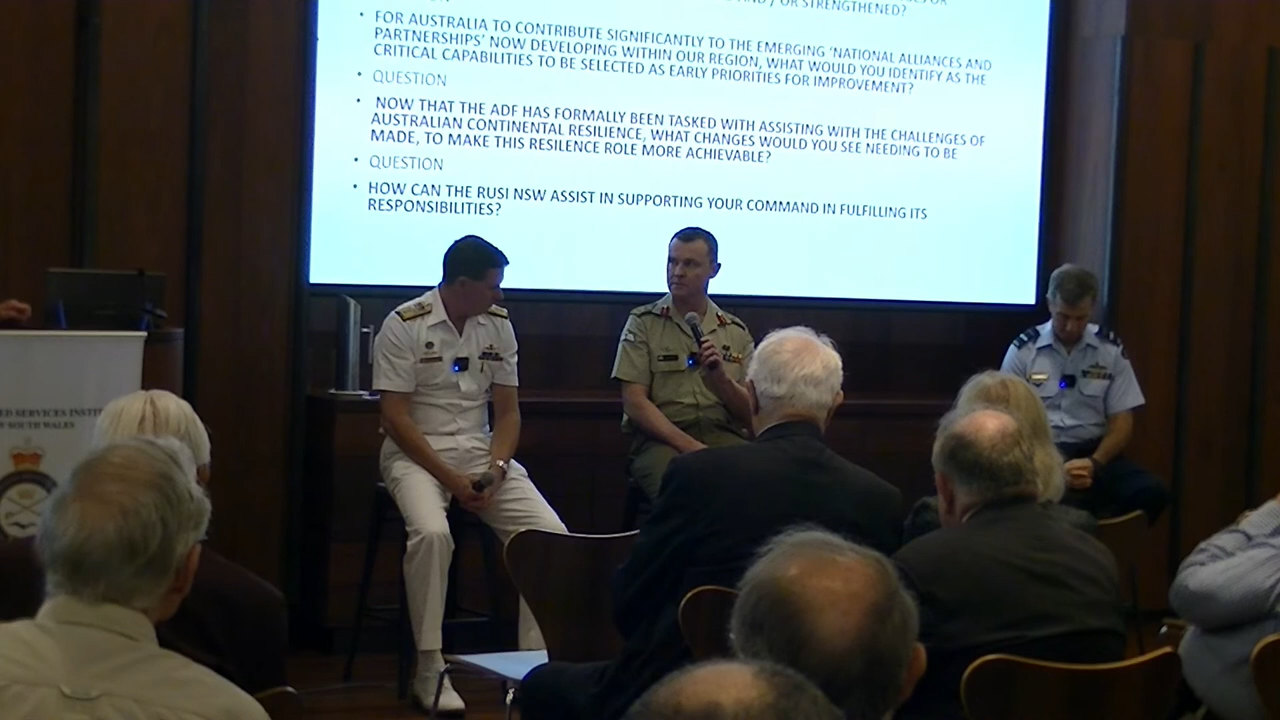 AND / OR STRENGTHENED?
• FOR AUSTRALIA TO CONTRIBUTE SIGNIFICANTLY TO THE EMERGING ‘NATIONAL ALLIANCES AND
PARTNERSHIPS’ NOW DEVELOPING WITHIN OUR REGION, WHAT WOULD YOU IDENTIFY AS THE
CRITICAL CAPABILITIES TO BE SELECTED AS EARLY PRIORITIES FOR IMPROVEMENT?
• QUESTION
• NOW THAT THE ADF HAS FORMALLY BEEN TASKED WITH ASSISTING WITH THE CHALLENGES OF
AUSTRALIAN CONTINENTAL RESILIENCE, WHAT CHANGES WOULD YOU SEE NEEDING TO BE
MADE, TO MAKE THIS RESILENCE ROLE MORE ACHIEVABLE?
• QUESTION
• HOW CAN THE RUSI NSW ASSIST IN SUPPORTING YOUR COMMAND IN FULFILLING ITS
RESPONSIBILITIES?
ED SERVICES INSTIT
SOUTH WALES